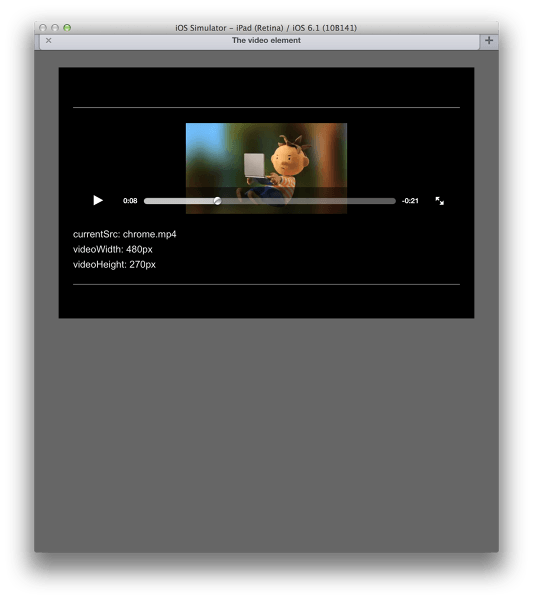 iOS Simulator – iPad (Retina) / iOS 6.1 (10B141)
The video element
0:08
-0:21
currentSrc: chrome.mp4
videoWidth: 480px
videoHeight: 270px